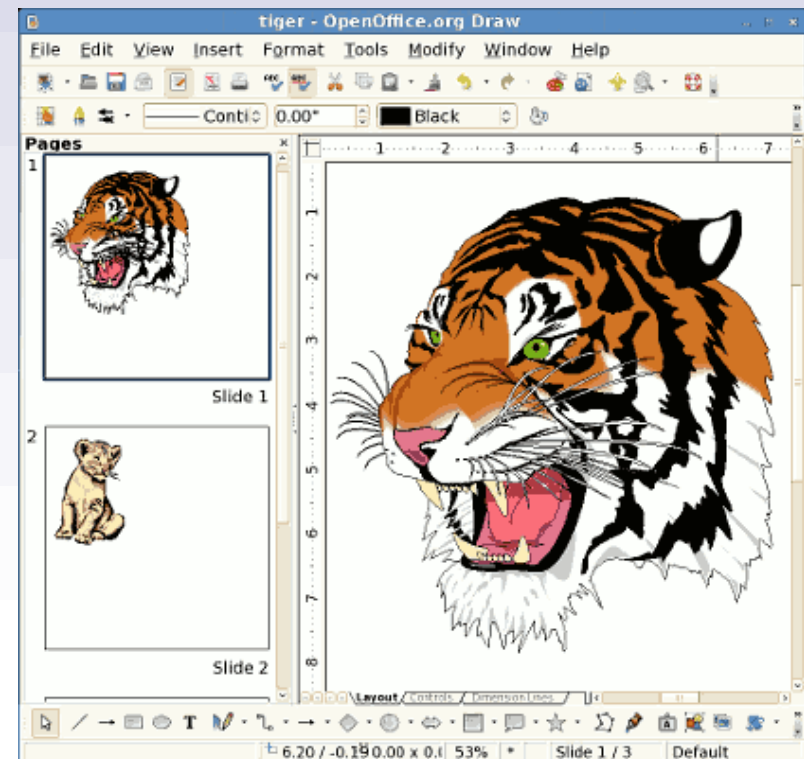 tiger - OpenOffice.org Draw
File Edit View Insert Format Tools Modify Window Help
Conti 0.00" Black
Pages
1 2 3 4 5 6 7
1
Slide 1
2
Slide 2
1
2
3
4
5
6
7
8
Layout Controls Dimension Lines
T
6.20 / -0.19 0.00 x 0.( 53% * Slide 1 / 3 Default